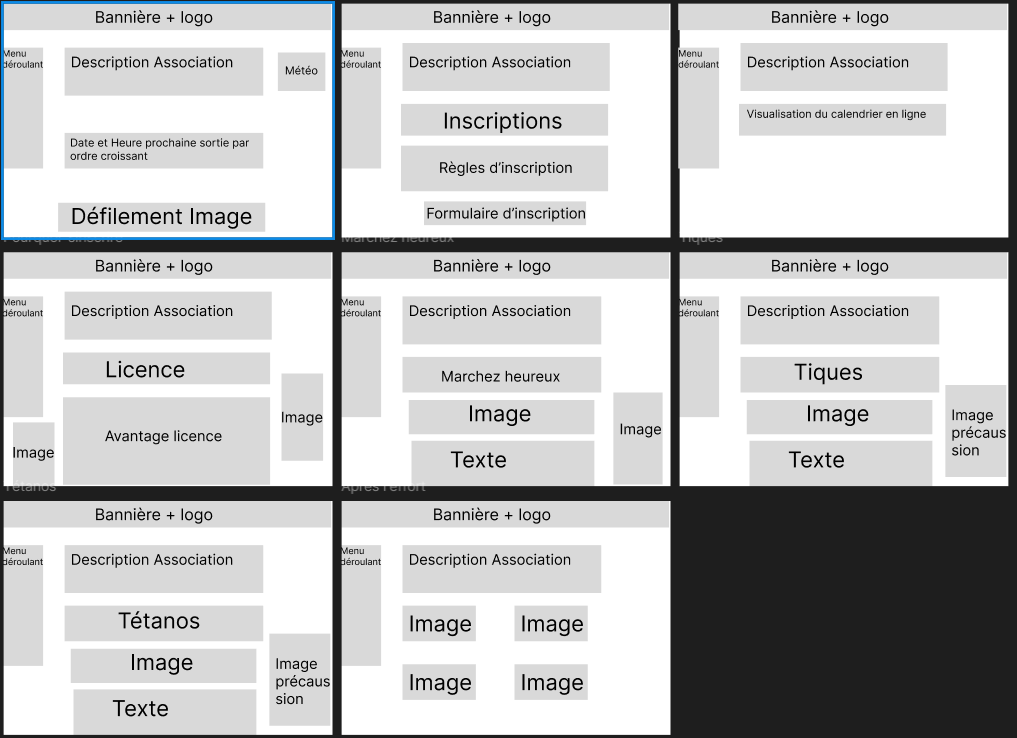 Bannière + logo
Menu
déroulant
Description Association
Météo
Date et Heure prochaine sortie par
ordre croissant
Défilement Image
Bannière + logo
Menu
déroulant
Description Association
Inscriptions
Règles d’inscription
Formulaire d’inscription
Bannière + logo
Menu
déroulant
Description Association
Visualisation du calendrier en ligne
Marchez heureux
Tiques
Bannière + logo
Menu
déroulant
Description Association
Licence
Avantage licence
Image
Image
Bannière + logo
Menu
déroulant
Description Association
Marchez heureux
Image
Texte
Image
Bannière + logo
Menu
déroulant
Description Association
Tiques
Image
Texte
Image
précaus
sion
Tétanos
Après l'effort
Bannière + logo
Menu
déroulant
Description Association
Tétanos
Image
Texte
Image
précaus
sion
Bannière + logo
Menu
déroulant
Description Association
Image
Image
Image
Image